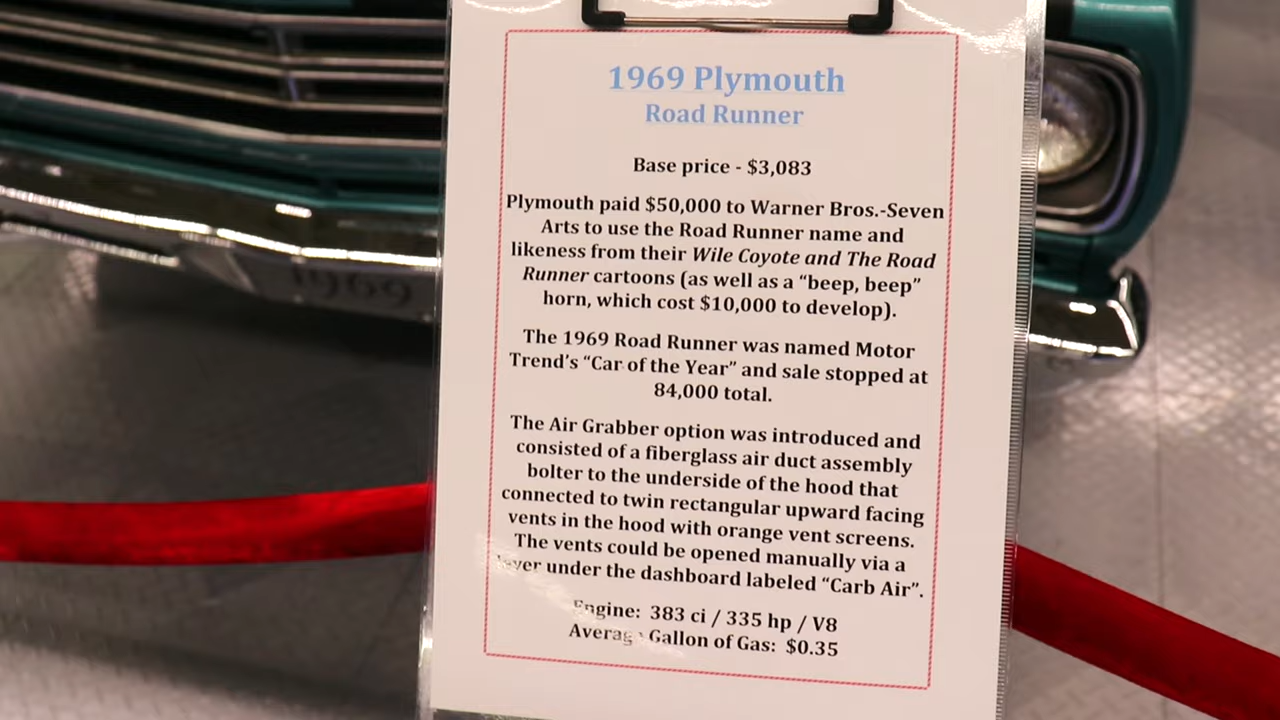 1969 Plymouth
Road Runner
Base price - $3,083
Plymouth paid $50,000 to Warner Bros.-Seven
Arts to use the Road Runner name and
likeness from their Wile Coyote and The Road
Runner cartoons (as well as a “beep, beep”
horn, which cost $10,000 to develop).
The 1969 Road Runner was named Motor
Trend’s “Car of the Year” and sale stopped at
84,000 total.
The Air Grabber option was introduced and
consisted of a fiberglass air duct assembly
bolter to the underside of the hood that
connected to twin rectangular upward facing
vents in the hood with orange vent screens.
The vents could be opened manually via a
lever under the dashboard labeled “Carb Air”.
Engine: 383 ci / 335 hp / V8
Average Gallon of Gas: $0.35
1969